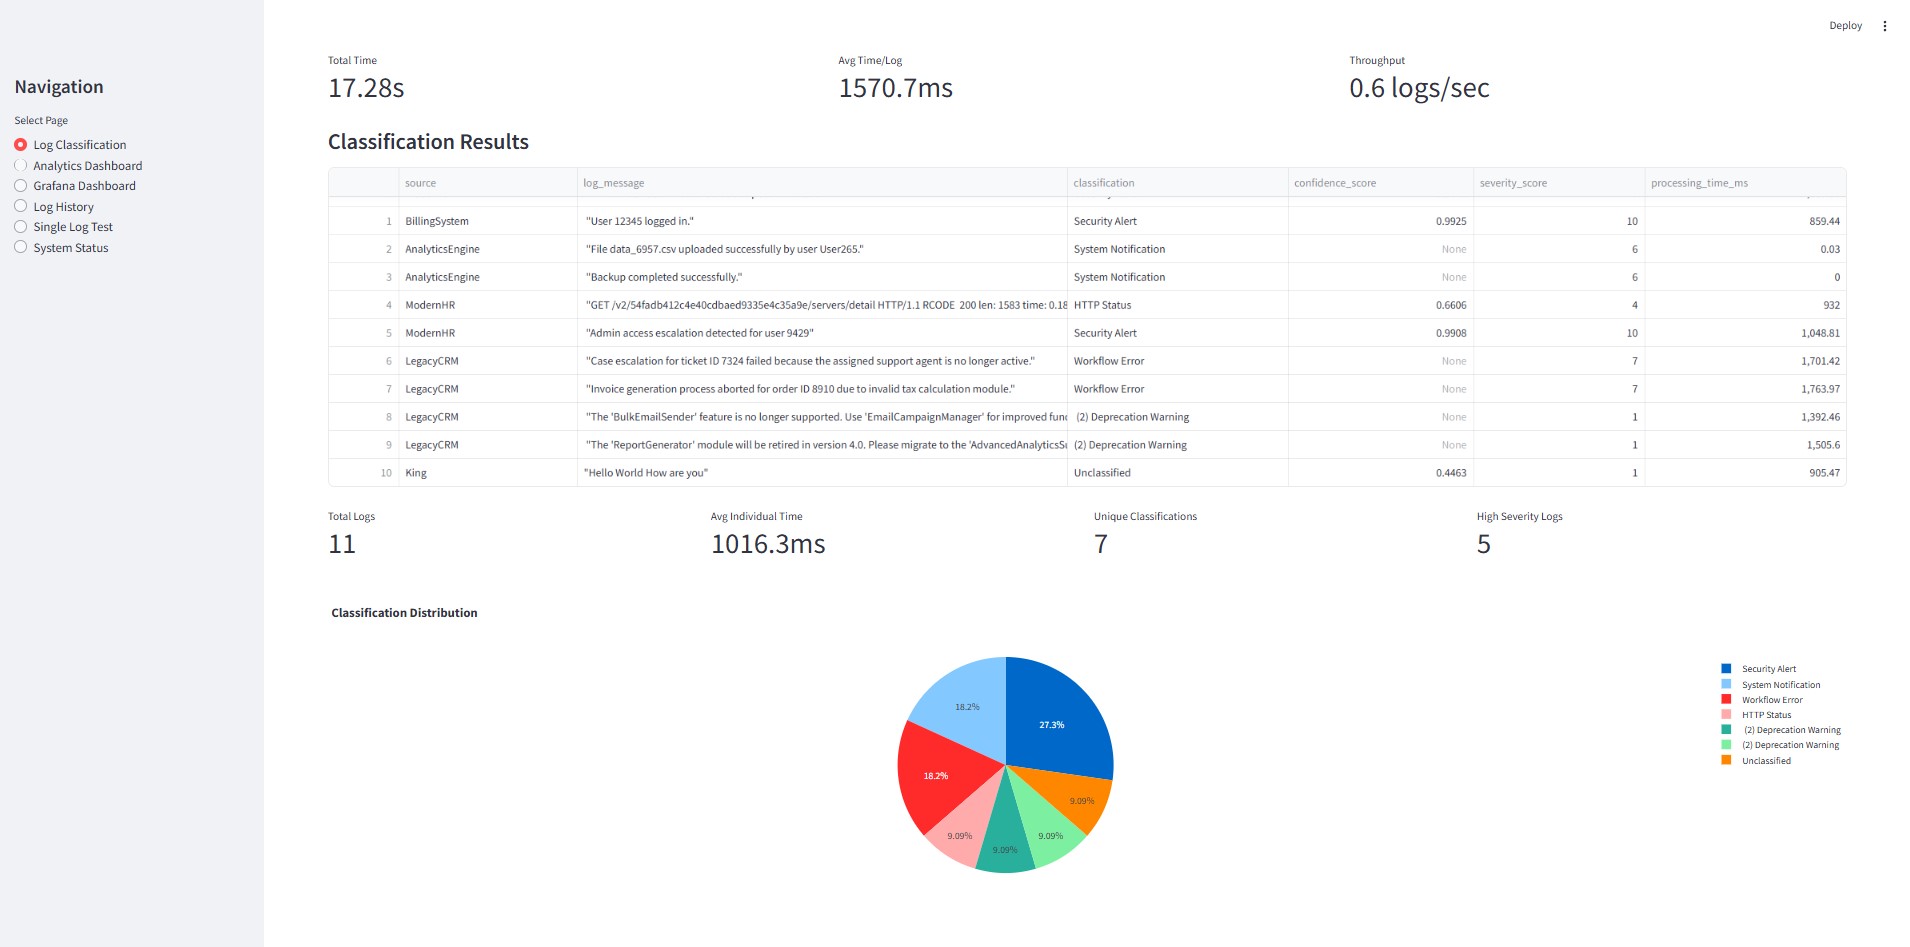 Deploy
Navigation
Select Page
Log Classification
Analytics Dashboard
Grafana Dashboard
Log History
Single Log Test
System Status
Total Time Avg Time/Log Throughput
17.28s 1570.7ms 0.6 logs/sec
Classification Results
source log_message classification confidence_score severity_score processing_time_ms
1 BillingSystem "User 12345 logged in." Security Alert 0.9925 10 859.44
2 AnalyticsEngine "File data_6957.csv uploaded successfully by user User265." System Notification None 6 0.03
3 AnalyticsEngine "Backup completed successfully." System Notification None 6 0
4 ModernHR "GET /v2/54fadb412c4e40cdbaed9335e4c35a9e/servers/detail HTTP/1.1 RCODE 200 len: 1583 time: 0.18 HTTP Status 0.6606 4 932
5 ModernHR "Admin access escalation detected for user 9429" Security Alert 0.9908 10 1,048.81
6 LegacyCRM "Case escalation for ticket ID 7324 failed because the assigned support agent is no longer active." Workflow Error None 7 1,701.42
7 LegacyCRM "Invoice generation process aborted for order ID 8910 due to invalid tax calculation module." Workflow Error None 7 1,763.97
8 LegacyCRM "The 'BulkEmailSender' feature is no longer supported. Use 'EmailCampaignManager' for improved func (2) Deprecation Warning None 1 1,392.46
9 LegacyCRM "The 'ReportGenerator' module will be retired in version 4.0. Please migrate to the 'AdvancedAnalyticsSu (2) Deprecation Warning None 1 1,505.6
10 King "Hello World How are you" Unclassified 0.4463 1 905.47
Total Logs Avg Individual Time Unique Classifications High Severity Logs
11 1016.3ms 7 5
Classification Distribution
27.3%
18.2%
18.2%
9.09%
9.09%
9.09%
9.09%
Security Alert
System Notification
Workflow Error
HTTP Status
(2) Deprecation Warning
(2) Deprecation Warning
Unclassified